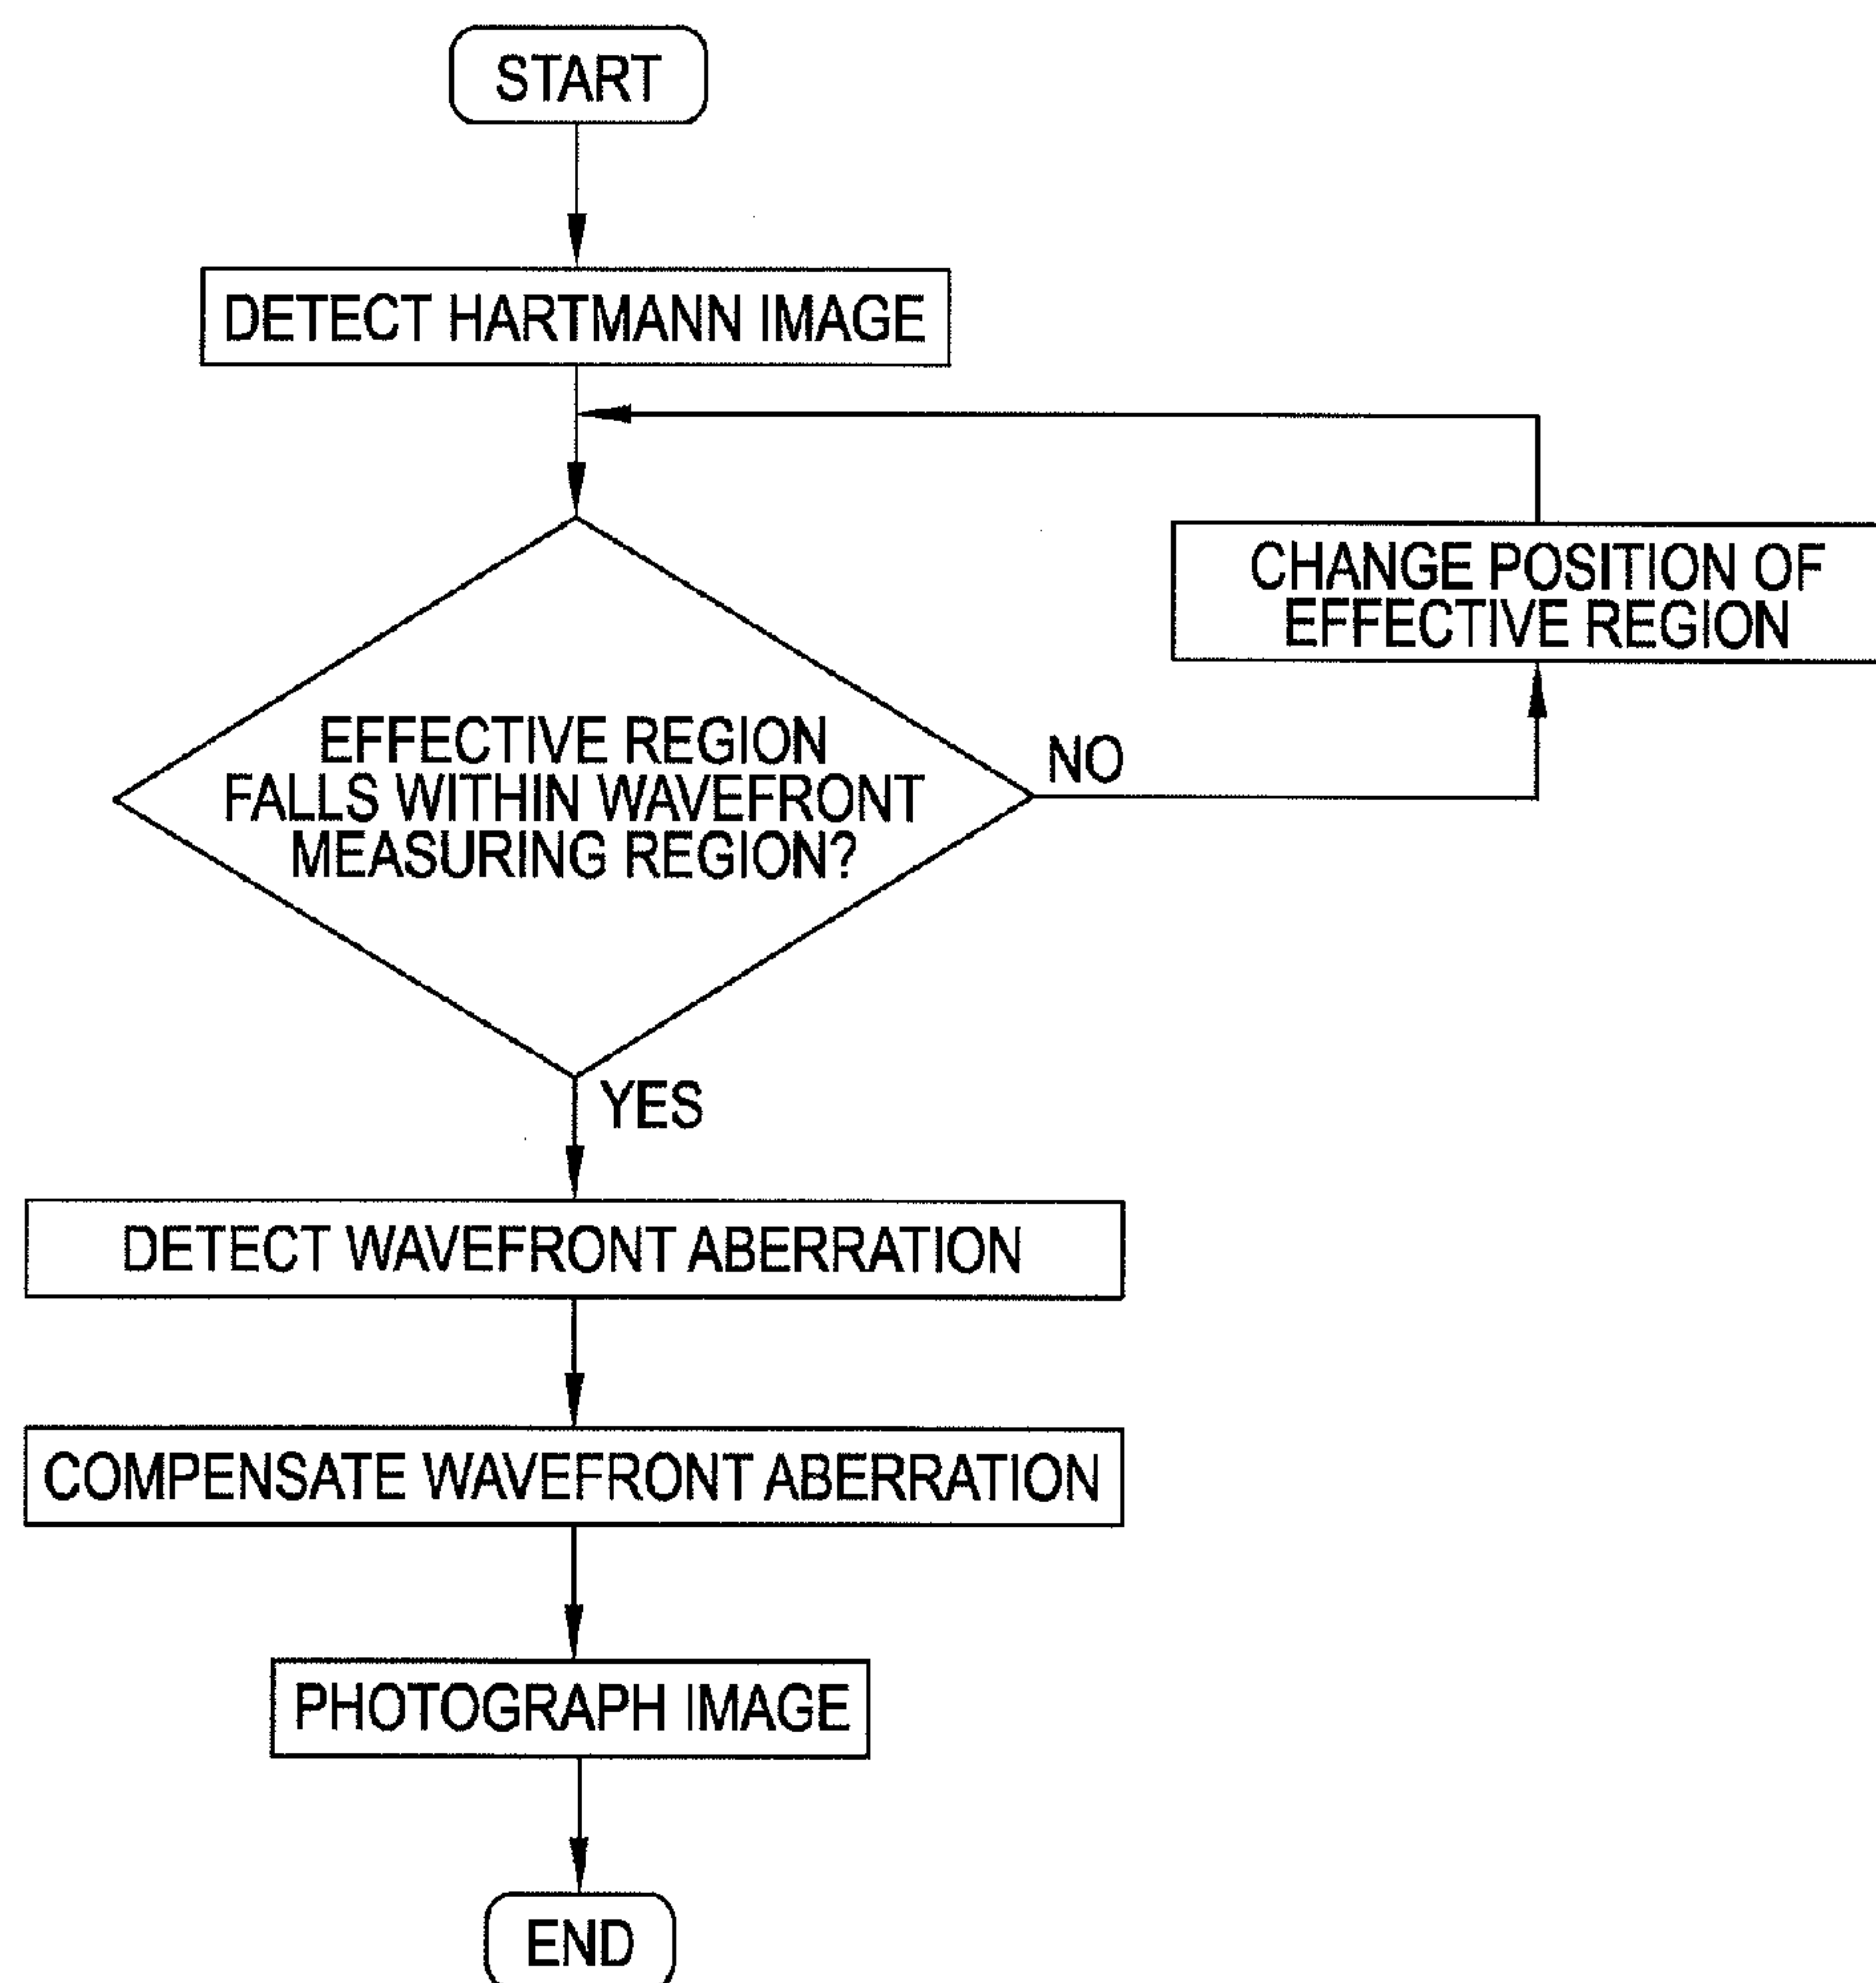 START
DETECT HARTMANN IMAGE
CHANGE POSITION OF
EFFECTIVE REGION
EFFECTIVE REGION
FALLS WITHIN WAVEFRONT
MEASURING REGION?
NO
YES
DETECT WAVEFRONT ABERRATION
COMPENSATE WAVEFRONT ABERRATION
PHOTOGRAPH IMAGE
END